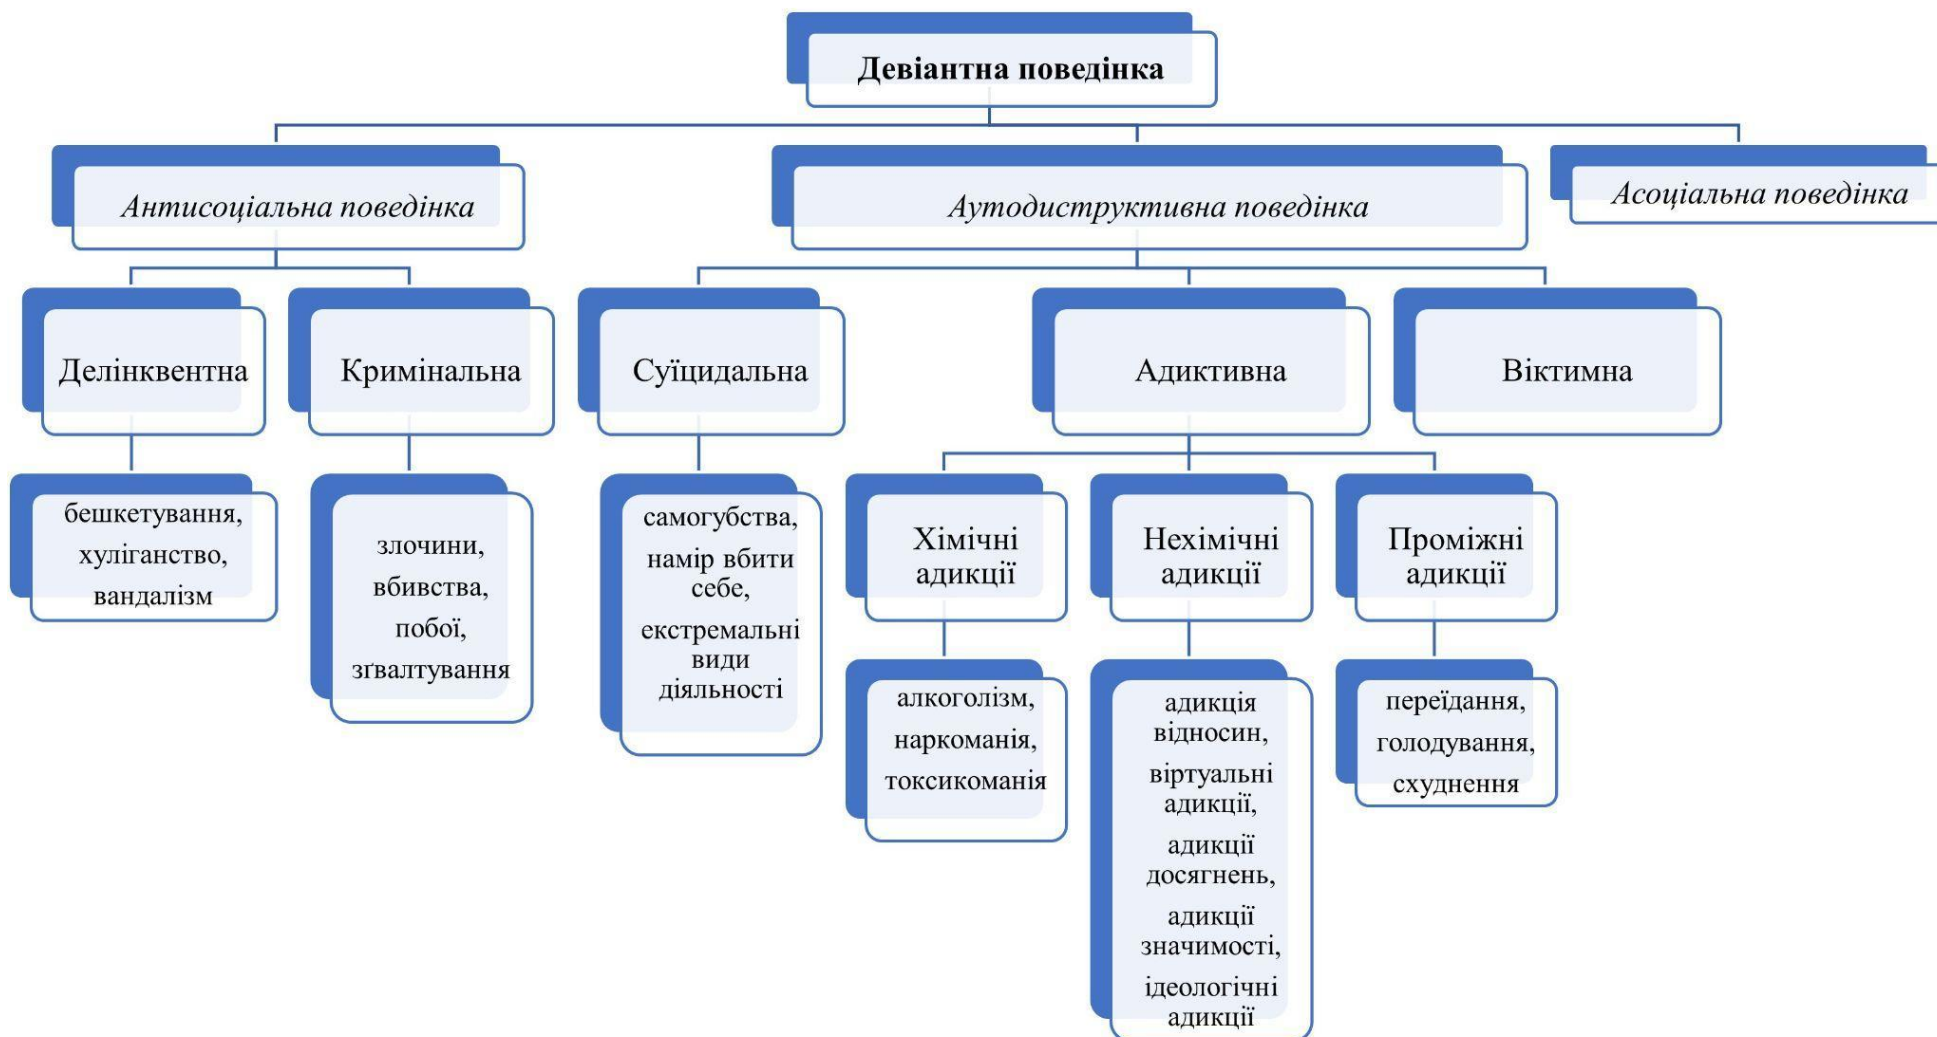 Девіантна поведінка
Антисоціальна поведінка
Аутодиструктивна поведінка
Асоціальна поведінка
Делінквентна
Кримінальна
Суїцидальна
Адиктивна
Віктимна
бешкетування,
хуліганство,
вандалізм
злочини,
вбивства,
побої,
зґвалтування
самогубства,
намір вбити
себе,
екстремальні
види
діяльності
Хімічні
адикції
Нехімічні
адикції
Проміжні
адикції
алкоголізм,
наркоманія,
токсикоманія
адикція
відносин,
віртуальні
адикції,
адикції
досягнень,
адикції
значимості,
ідеологічні
адикції
переїдання,
голодування,
схуднення